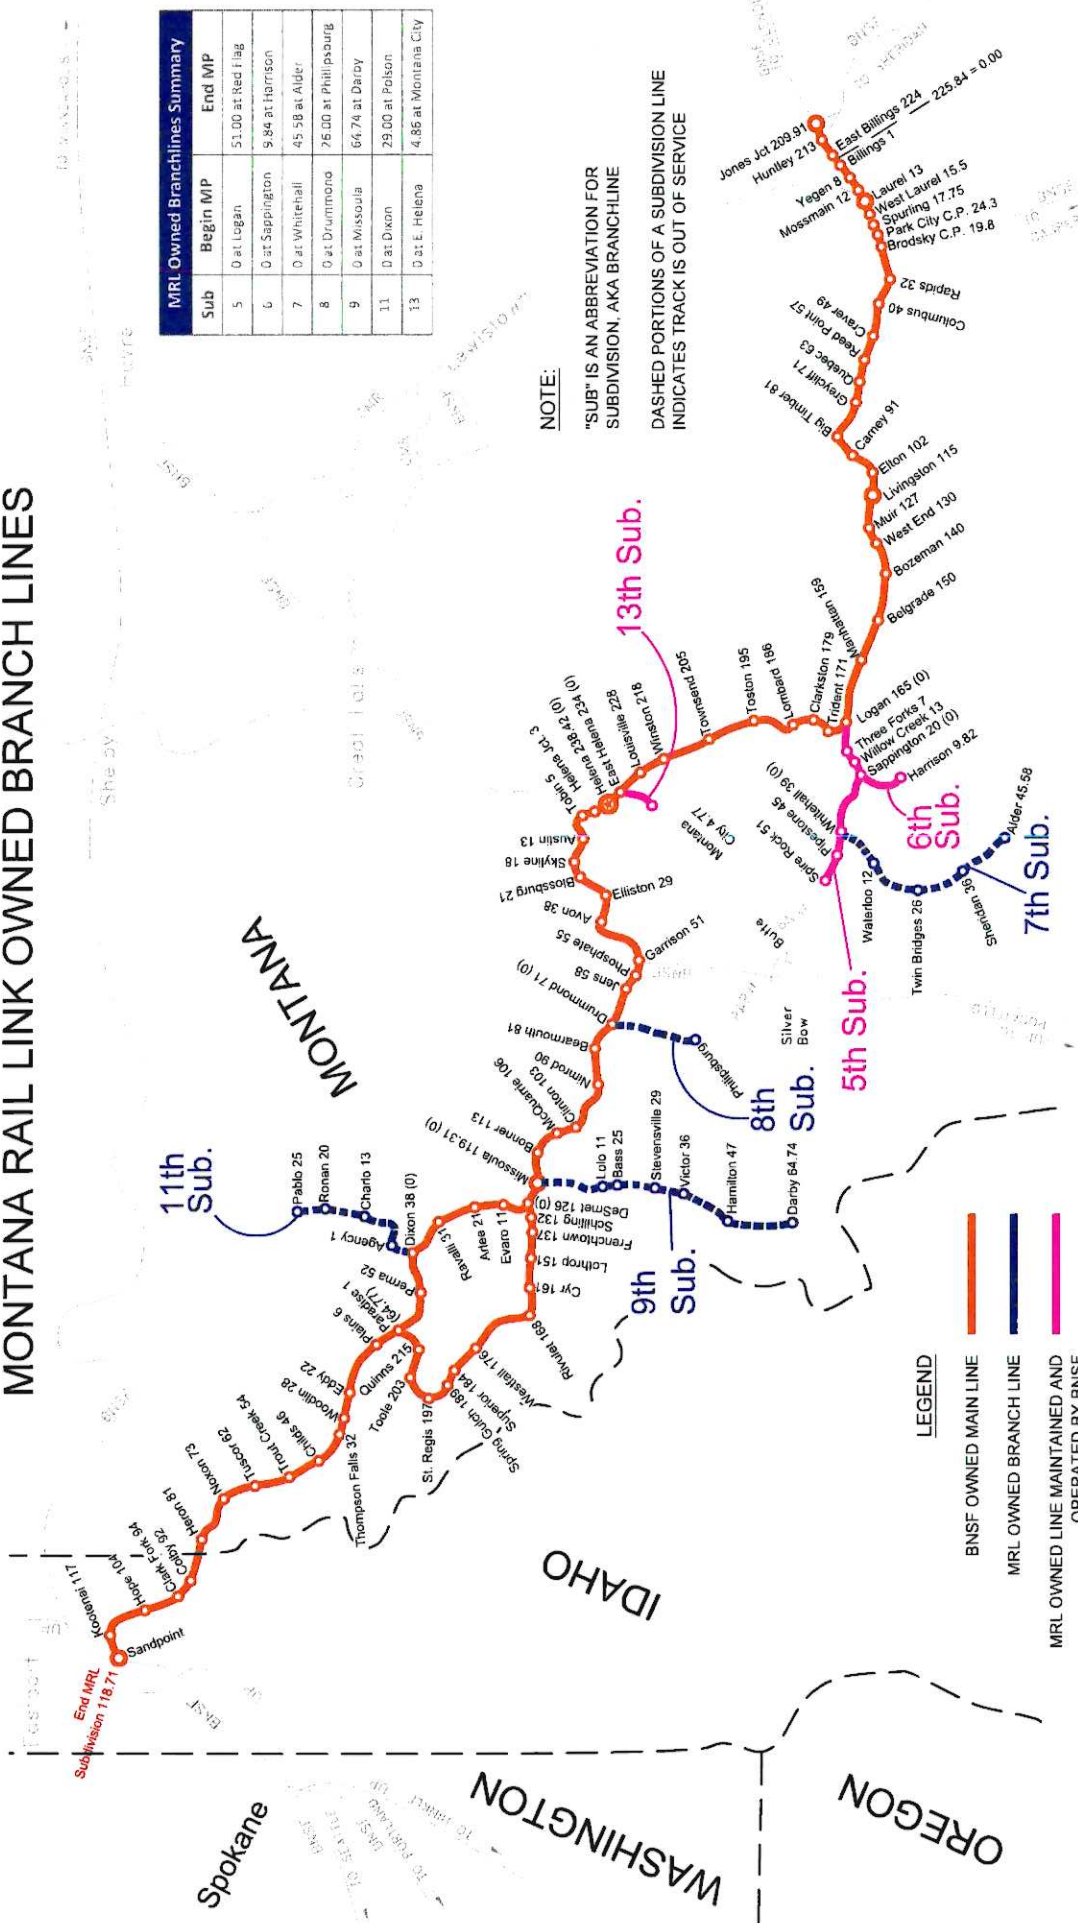 MONTANA RAIL LINK OWNED BRANCH LINES
MRL Owned Branchlines Summary
Sub Begin MP End MP
5 0 at Logan 51.00 at Red Flag
6 0 at Sappington 9.84 at Harrison
7 0 at Whitehall 45.58 at Alder
8 0 at Drummond 26.00 at Phillipsburg
9 0 at Missoula 64.74 at Darby
11 0 at Dixon 29.00 at Polson
13 0 at E. Helena 4.86 at Montana City
NOTE:
"SUB" IS AN ABBREVIATION FOR
SUBDIVISION, AKA BRANCHLINE
DASHED PORTIONS OF A SUBDIVISION LINE
INDICATES TRACK IS OUT OF SERVICE
End MRL
Subdivision 118.71
Sandpoint
Kootenai 117
Hope 104
Clark Fork 94
Colby 92
Heron 81
Noxon 73
Tuscor 62
Trout Creek 54
Childs 46
Thompson Falls 32
Woodlin 28
Eddy 22
Plains 6
Paradise 1
(64.77)
Perma 52
Dixon 38 (0)
Agency 1
Charlo 13
Ronan 20
Pablo 25
11th
Sub.
Ravalli 31
Arlee 21
Evaro 11
Quinns 215
Toole 203
St. Regis 197
Spring Gulch 189
Superior 184
Westfall 176
Rivulet 168
Cyr 161
Lothrop 151
Frenchtown 137
Schilling 132
DeSmet 126 (0)
Missoula 119.31 (0)
Lolo 11
Bass 25
Stevensville 29
Victor 36
Hamilton 47
Darby 64.74
9th
Sub.
Bonner 113
McQuarrie 106
Clinton 103
Nimrod 90
Bearmouth 81
Drummond 71 (0)
Philipsburg
8th
Sub.
Jens 58
Phosphate 55
Garrison 51
Avon 38
Elliston 29
Blossburg 21
Skyline 18
Austin 13
Tobin 5
Helena Jct. 3
Helena 238.42 (0)
East Helena 234 (0)
Louisville 228
Winston 218
13th Sub.
Montana
City 4.77
Townsend 205
Toston 195
Lombard 186
Clarkston 179
Trident 171
Logan 165 (0)
Three Forks 7
Willow Creek 13
Sappington 20 (0)
Harrison 9.82
6th
Sub.
Whitehall 39 (0)
Pipestone 45
Spire Rock 51
5th Sub.
Waterloo 12
Twin Bridges 26
Sheridan 36
Alder 45.58
7th Sub.
Butte
Silver
Bow
Manhattan 159
Belgrade 150
Bozeman 140
West End 130
Muir 127
Livingston 115
Elton 102
Carney 91
Big Timber 81
Greycliff 71
Quebec 63
Reed Point 57
Craver 49
Columbus 40
Rapids 32
Brodsky C.P. 19.8
Park City C.P. 24.3
Spurling 17.75
West Laurel 15.5
Laurel 13
Mossmain 12
Yegen 8
Billings 1
East Billings 224
225.84 = 0.00
Huntley 213
Jones Jct 209.91
MONTANA
IDAHO
WASHINGTON
OREGON
Spokane
Shelby
Great Falls
Lewistown
Eastport
BNSF
UP
LEGEND
BNSF OWNED MAIN LINE
MRL OWNED BRANCH LINE
MRL OWNED LINE MAINTAINED AND
OPERATED BY BNSF